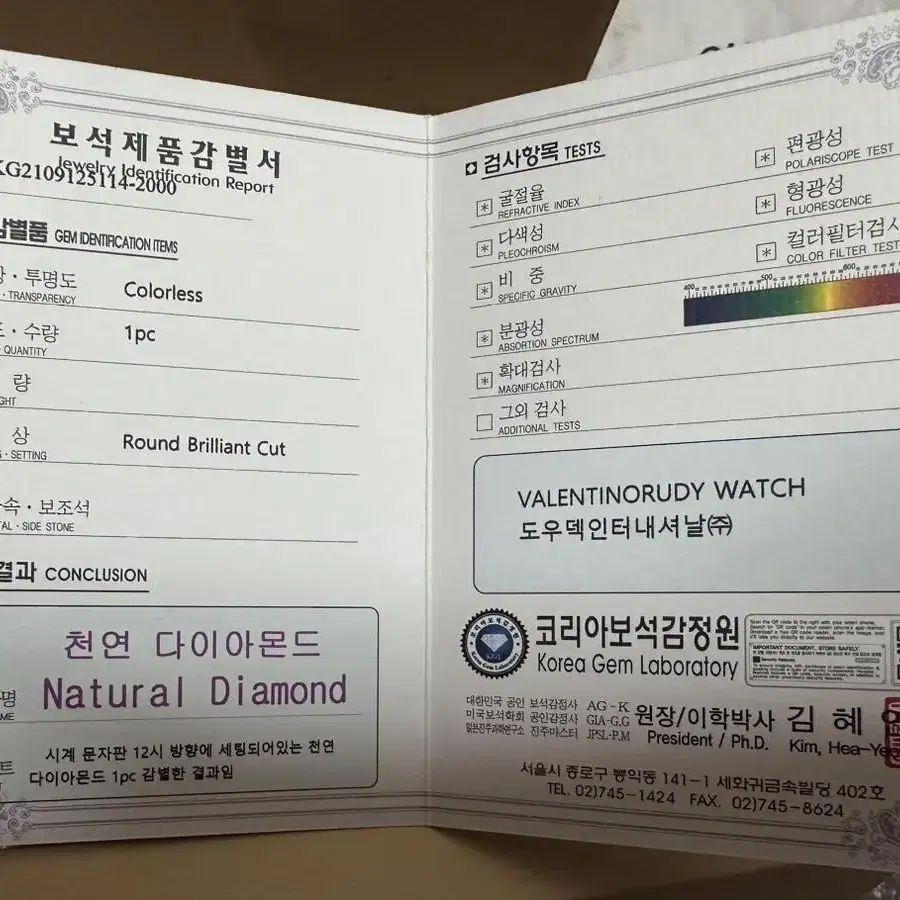 보석제품감별서
Jewelry Identification Report
KG2109125114-2000
감별품 GEM IDENTIFICATION ITEMS
· 투명도
· TRANSPARENCY
Colorless
· 수량
· QUANTITY
1pc
량
상
· SETTING
Round Brilliant Cut
· 보조석
· SIDE STONE
결과 CONCLUSION
천연 다이아몬드
Natural Diamond
시계 문자판 12시 방향에 세팅되어있는 천연
다이아몬드 1pc 감별한 결과임
검사항목 TESTS
* 굴절율
REFRACTIVE INDEX
* 다색성
PLEOCHROISM
* 비 중
SPECIFIC GRAVITY
* 분광성
ABSORTION SPECTRUM
* 확대검사
MAGNIFICATION
그외 검사
ADDITIONAL TESTS
* 편광성
POLARISCOPE TEST
* 형광성
FLUORESCENCE
* 컬러필터검사
COLOR FILTER TEST
400 500 600
VALENTINORUDY WATCH
도우덱인터내셔날㈜
코리아보석감정원
Korea Gem Laboratory
IMPORTANT DOCUMENT, STORE SAFELY
대한민국 공인 보석감정사 AG-K
미국보석학회 공인감정사 GIA-G.G
일본진주과학연구소 진주마스터 JPSL-P.M
원장/이학박사 김 혜
President / Ph.D. Kim, Hea-Ye
서울시 종로구 봉익동 141-1 세화귀금속빌딩 402호
TEL. 02)745-1424 FAX. 02)745-8624